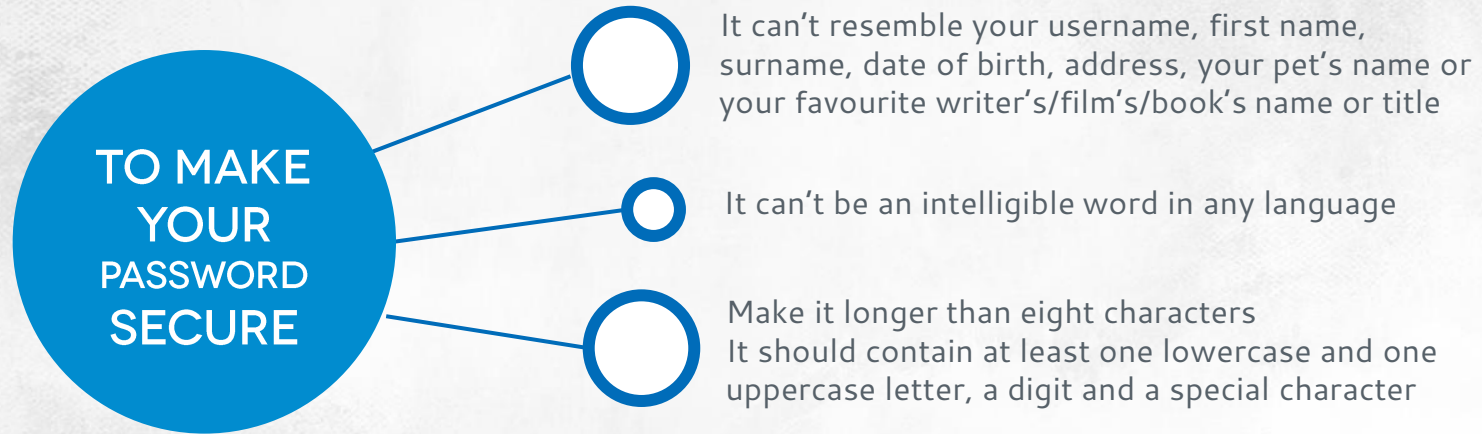 TO MAKE
YOUR
PASSWORD
SECURE
It can't resemble your username, first name,
surname, date of birth, address, your pet's name or
your favourite writer's/film's/book's name or title
It can't be an intelligible word in any language
Make it longer than eight characters
It should contain at least one lowercase and one
uppercase letter, a digit and a special character